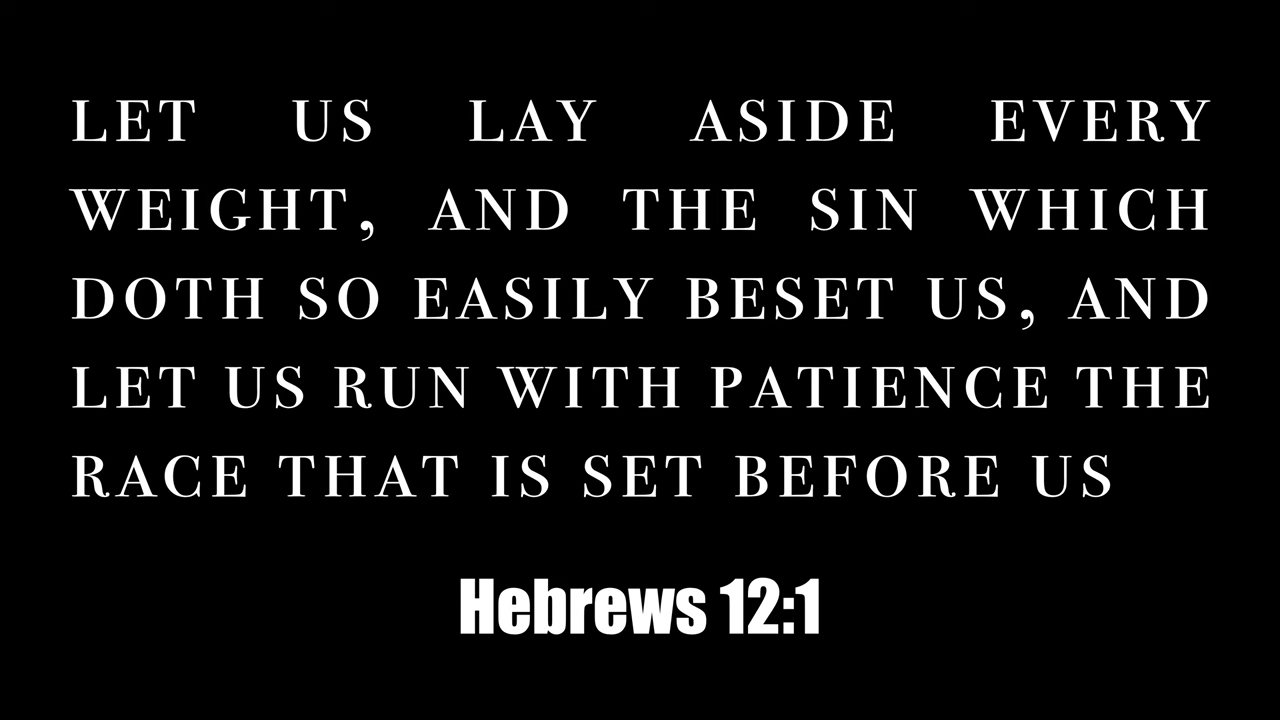 LET US LAY ASIDE EVERY
WEIGHT, AND THE SIN WHICH
DOTH SO EASILY BESET US, AND
LET US RUN WITH PATIENCE THE
RACE THAT IS SET BEFORE US
Hebrews 12:1